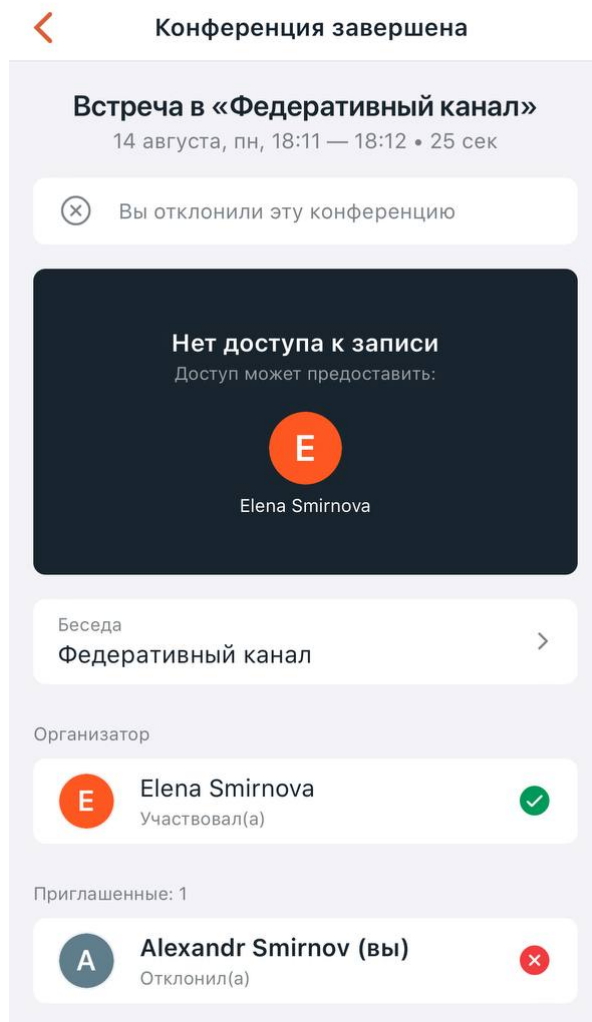 Конференция завершена
Встреча в «Федеративный канал»
14 августа, пн, 18:11 — 18:12 • 25 сек
Вы отклонили эту конференцию
Нет доступа к записи
Доступ может предоставить:
E
Elena Smirnova
Беседа
Федеративный канал
Организатор
E
Elena Smirnova
Участвовал(а)
Приглашенные: 1
A
Alexandr Smirnov (вы)
Отклонил(а)